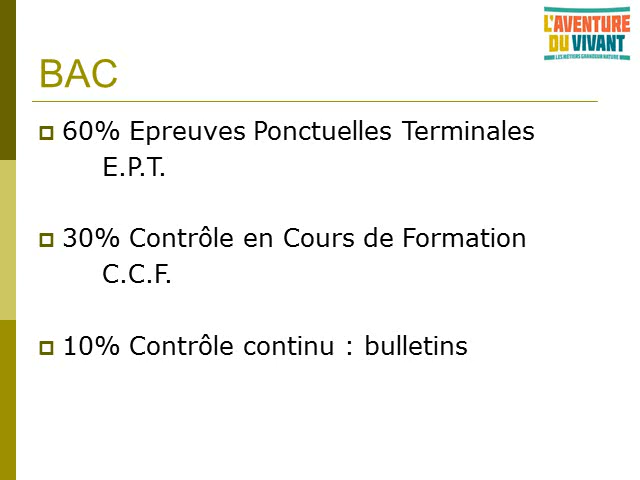 L'AVENTURE
DU VIVANT
LES MÉTIERS GRANDEUR NATURE
BAC
60% Epreuves Ponctuelles Terminales
E.P.T.
30% Contrôle en Cours de Formation
C.C.F.
10% Contrôle continu : bulletins